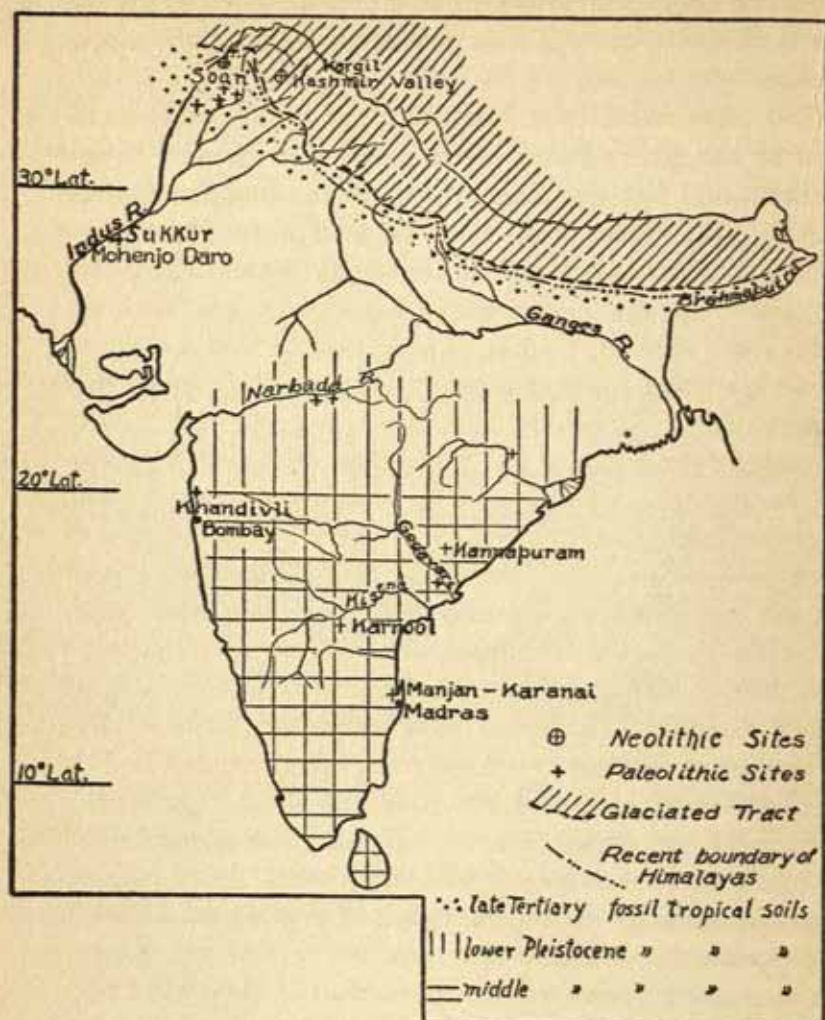 Soan
Kargil
Kashmir Valley
30° Lat.
Indus R.
Sukkur
Mohenjo Daro
Brahmaputra R.
Ganges R.
Narbada R.
20° Lat.
Khandivli
Bombay
Godavari
+Kannapuram
Kistna
+Karnool
Manjan-Karanai
Madras
10° Lat.
⊕ Neolithic Sites
+ Paleolithic Sites
Glaciated Tract
Recent boundary of
Himalayas
late Tertiary fossil tropical soils
lower Pleistocene " " "
middle " " " "